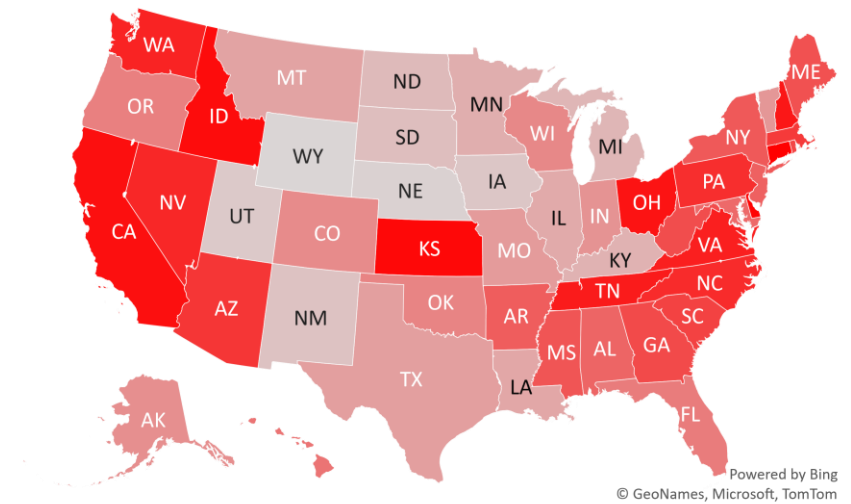 WA
ME
MT
ND
MN
OR
ID
WI
NY
SD
MI
WY
PA
IA
NE
OH
NV
IL
IN
UT
CO
VA
CA
KS
MO
KY
NC
TN
OK
AZ
SC
AR
NM
GA
MS
AL
TX
LA
FL
AK
Powered by Bing
© GeoNames, Microsoft, TomTom